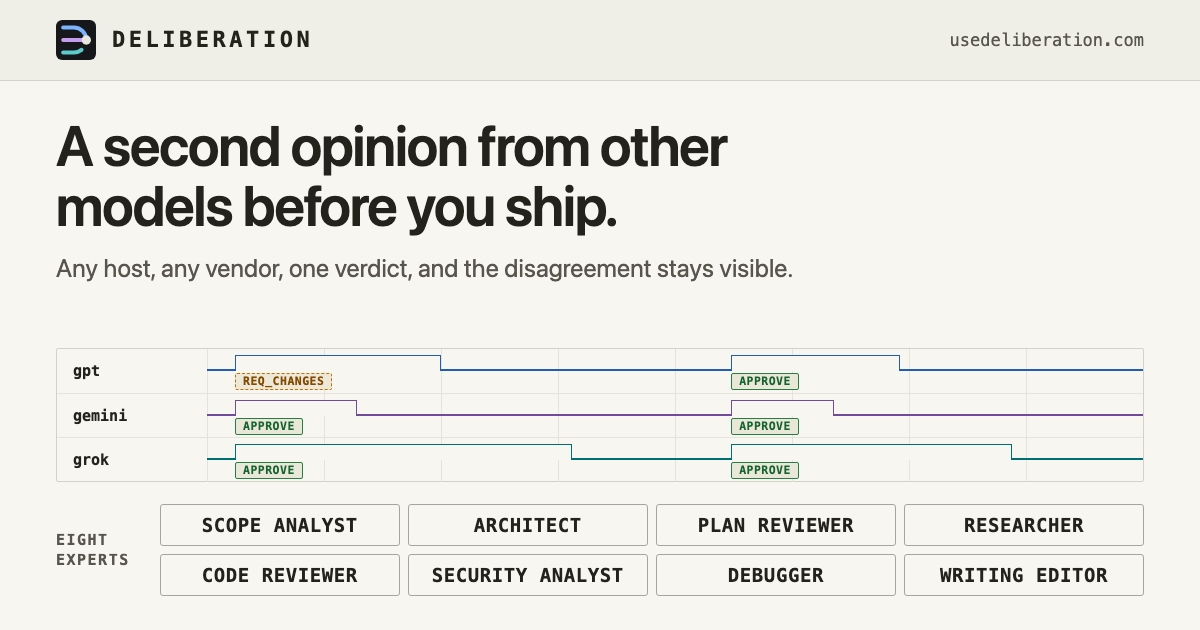 DELIBERATION
usedeliberation.com
A second opinion from other
models before you ship.
Any host, any vendor, one verdict, and the disagreement stays visible.
gpt
REQ_CHANGES
APPROVE
gemini
APPROVE
APPROVE
grok
APPROVE
APPROVE
EIGHT
EXPERTS
SCOPE ANALYST
ARCHITECT
PLAN REVIEWER
RESEARCHER
CODE REVIEWER
SECURITY ANALYST
DEBUGGER
WRITING EDITOR